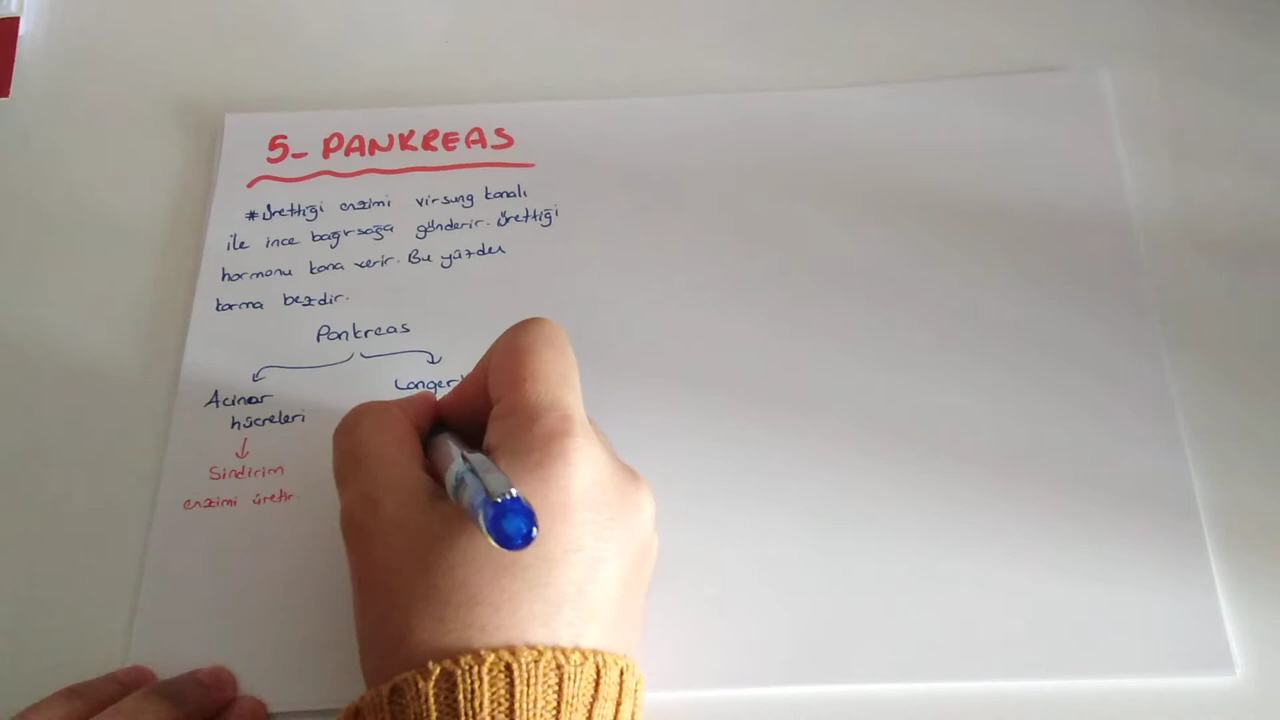 5- PANKREAS
#Ürettiği enzimi virsung kanalı
ile ince bağırsağa gönderir. Ürettiği
hormonu kana verir. Bu yüzden
karma bezdir.
Pankreas
Acinar
hücreleri
Sindirim
enzimi üretir.